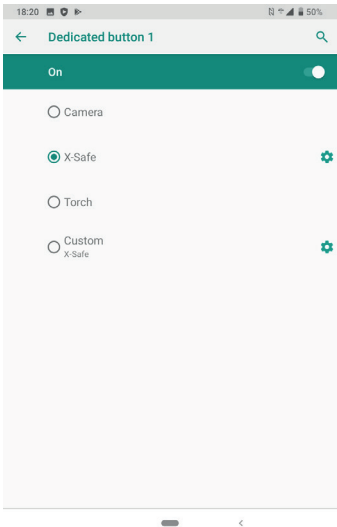 18:20 50%
Dedicated button 1
On
Camera
X-Safe
Torch
Custom
X-Safe